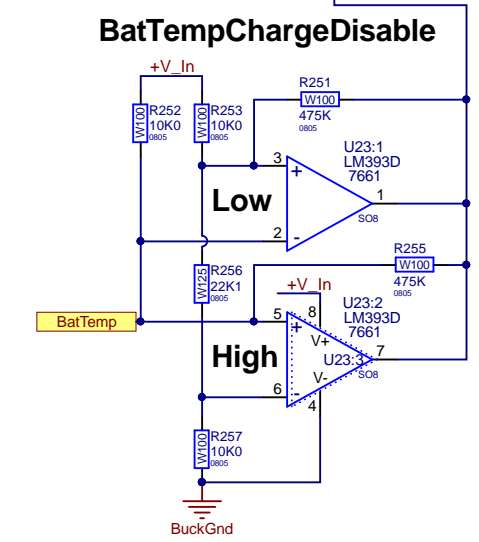 BatTempChargeDisable
+V_In
R251
W100
475K
0805
W100
R252
10K0
0805
W100
R253
10K0
0805
U23:1
LM393D
7661
3
+
1
SO8
Low
2
-
R255
W100
475K
0805
W125
R256
22K1
0805
+V_In
BatTemp
5
+
8
V+
U23:2
LM393D
7661
High
U23:3
7
SO8
6
-
V-
4
W100
R257
10K0
0805
BuckGnd